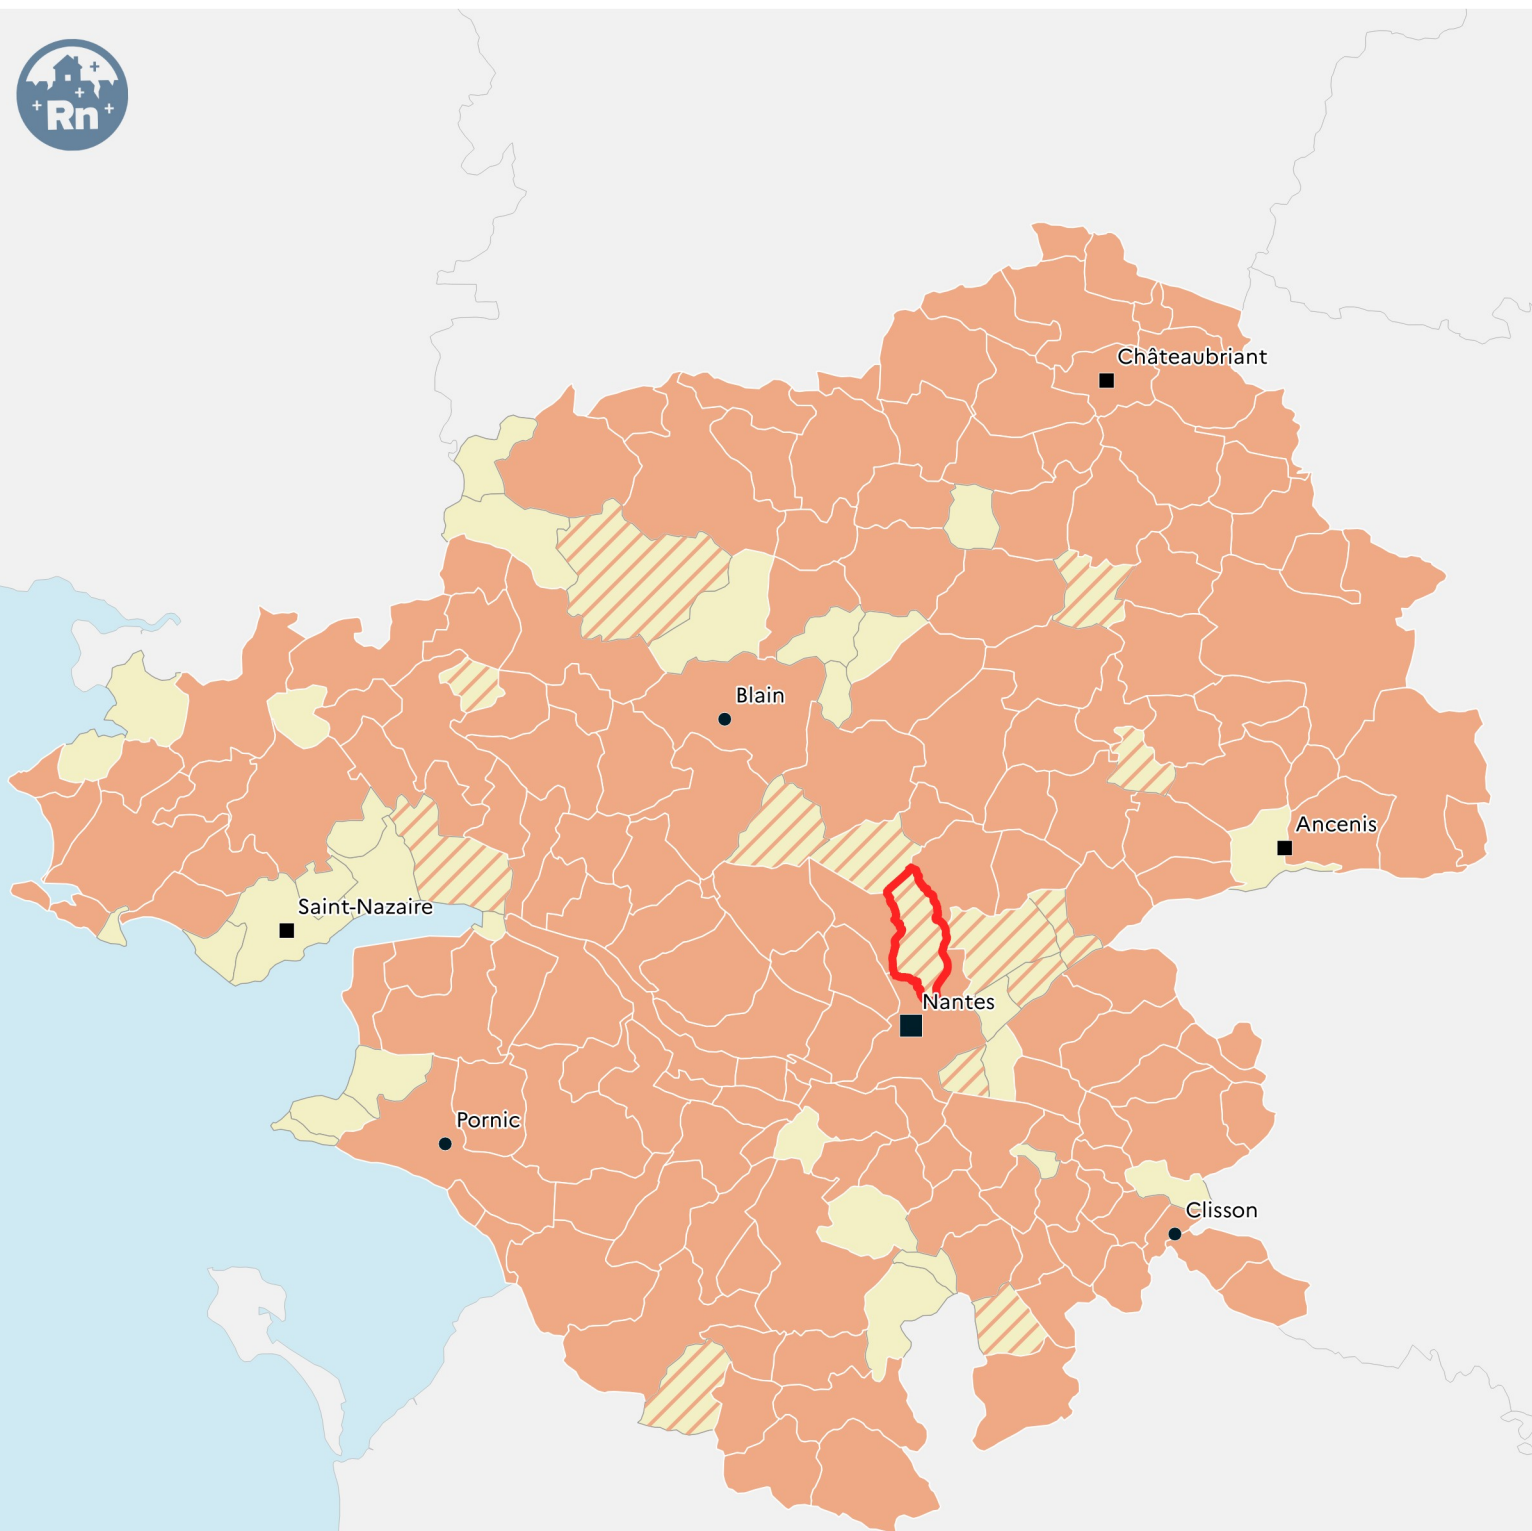 Rn
Châteaubriant
Blain
Ancenis
Saint-Nazaire
Nantes
Pornic
Clisson